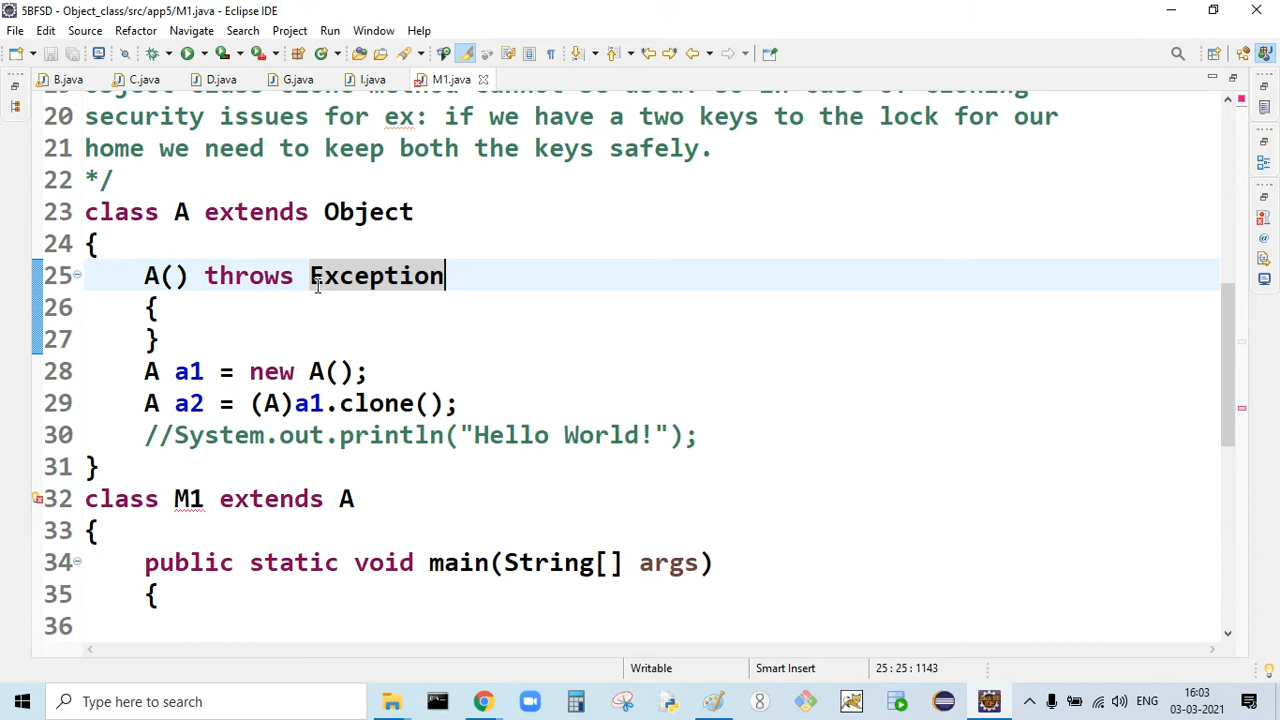 5BFSD - Object_class/src/app5/M1.java - Eclipse IDE
File Edit Source Refactor Navigate Search Project Run Window Help
B.java C.java D.java G.java I.java M1.java
20 security issues for ex: if we have a two keys to the lock for our
21 home we need to keep both the keys safely.
22 */
23 class A extends Object
24 {
25 A() throws Exception
26 {
27 }
28 A a1 = new A();
29 A a2 = (A)a1.clone();
30 //System.out.println("Hello World!");
31 }
32 class M1 extends A
33 {
34 public static void main(String[] args)
35 {
36
Writable Smart Insert 25 : 25 : 1143
Type here to search
ENG 6:03
03-03-2021